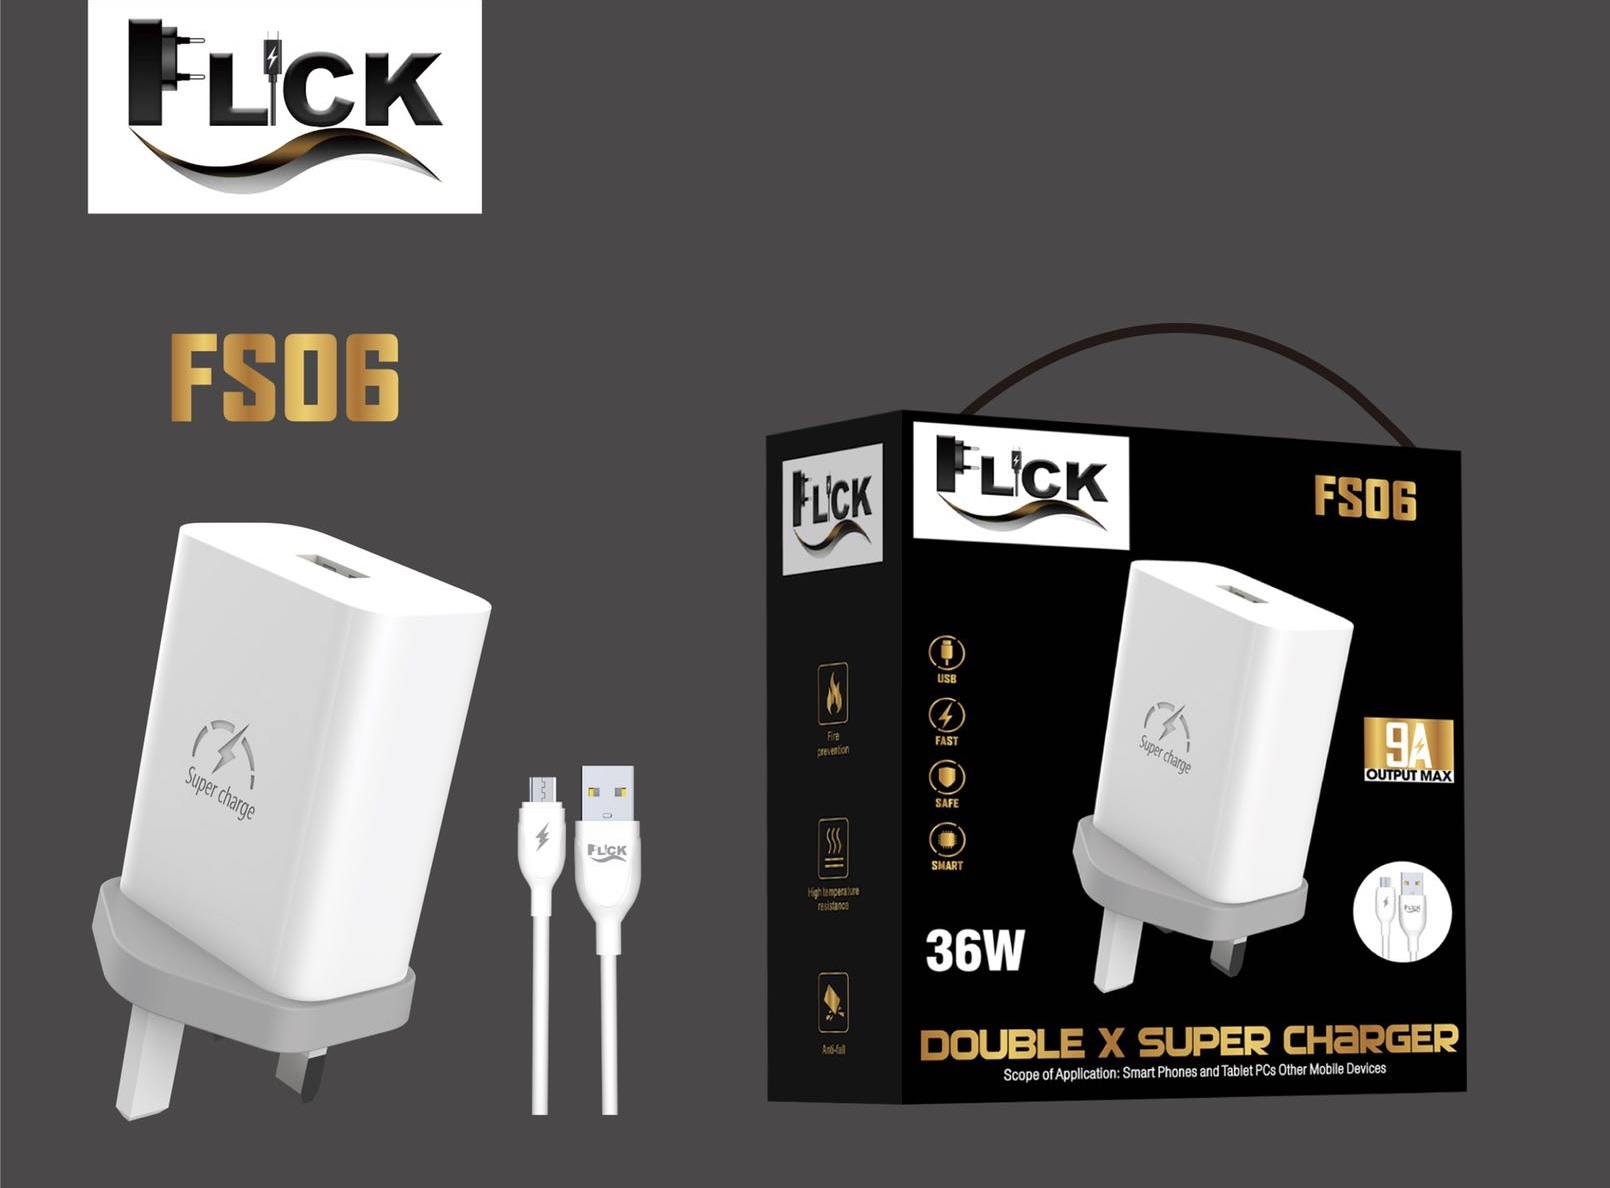 FLICK
FS06
Super charge
FLICK
FLICK
Fire
prevention
High temperature
resistance
Anti-fall
FLICK
FS06
USB
FAST
SAFE
SMART
Super charge
9A
OUTPUT MAX
FLICK
36W
DOUBLE X SUPER CHARGER
Scope of Application: Smart Phones and Tablet PCs Other Mobile Devices